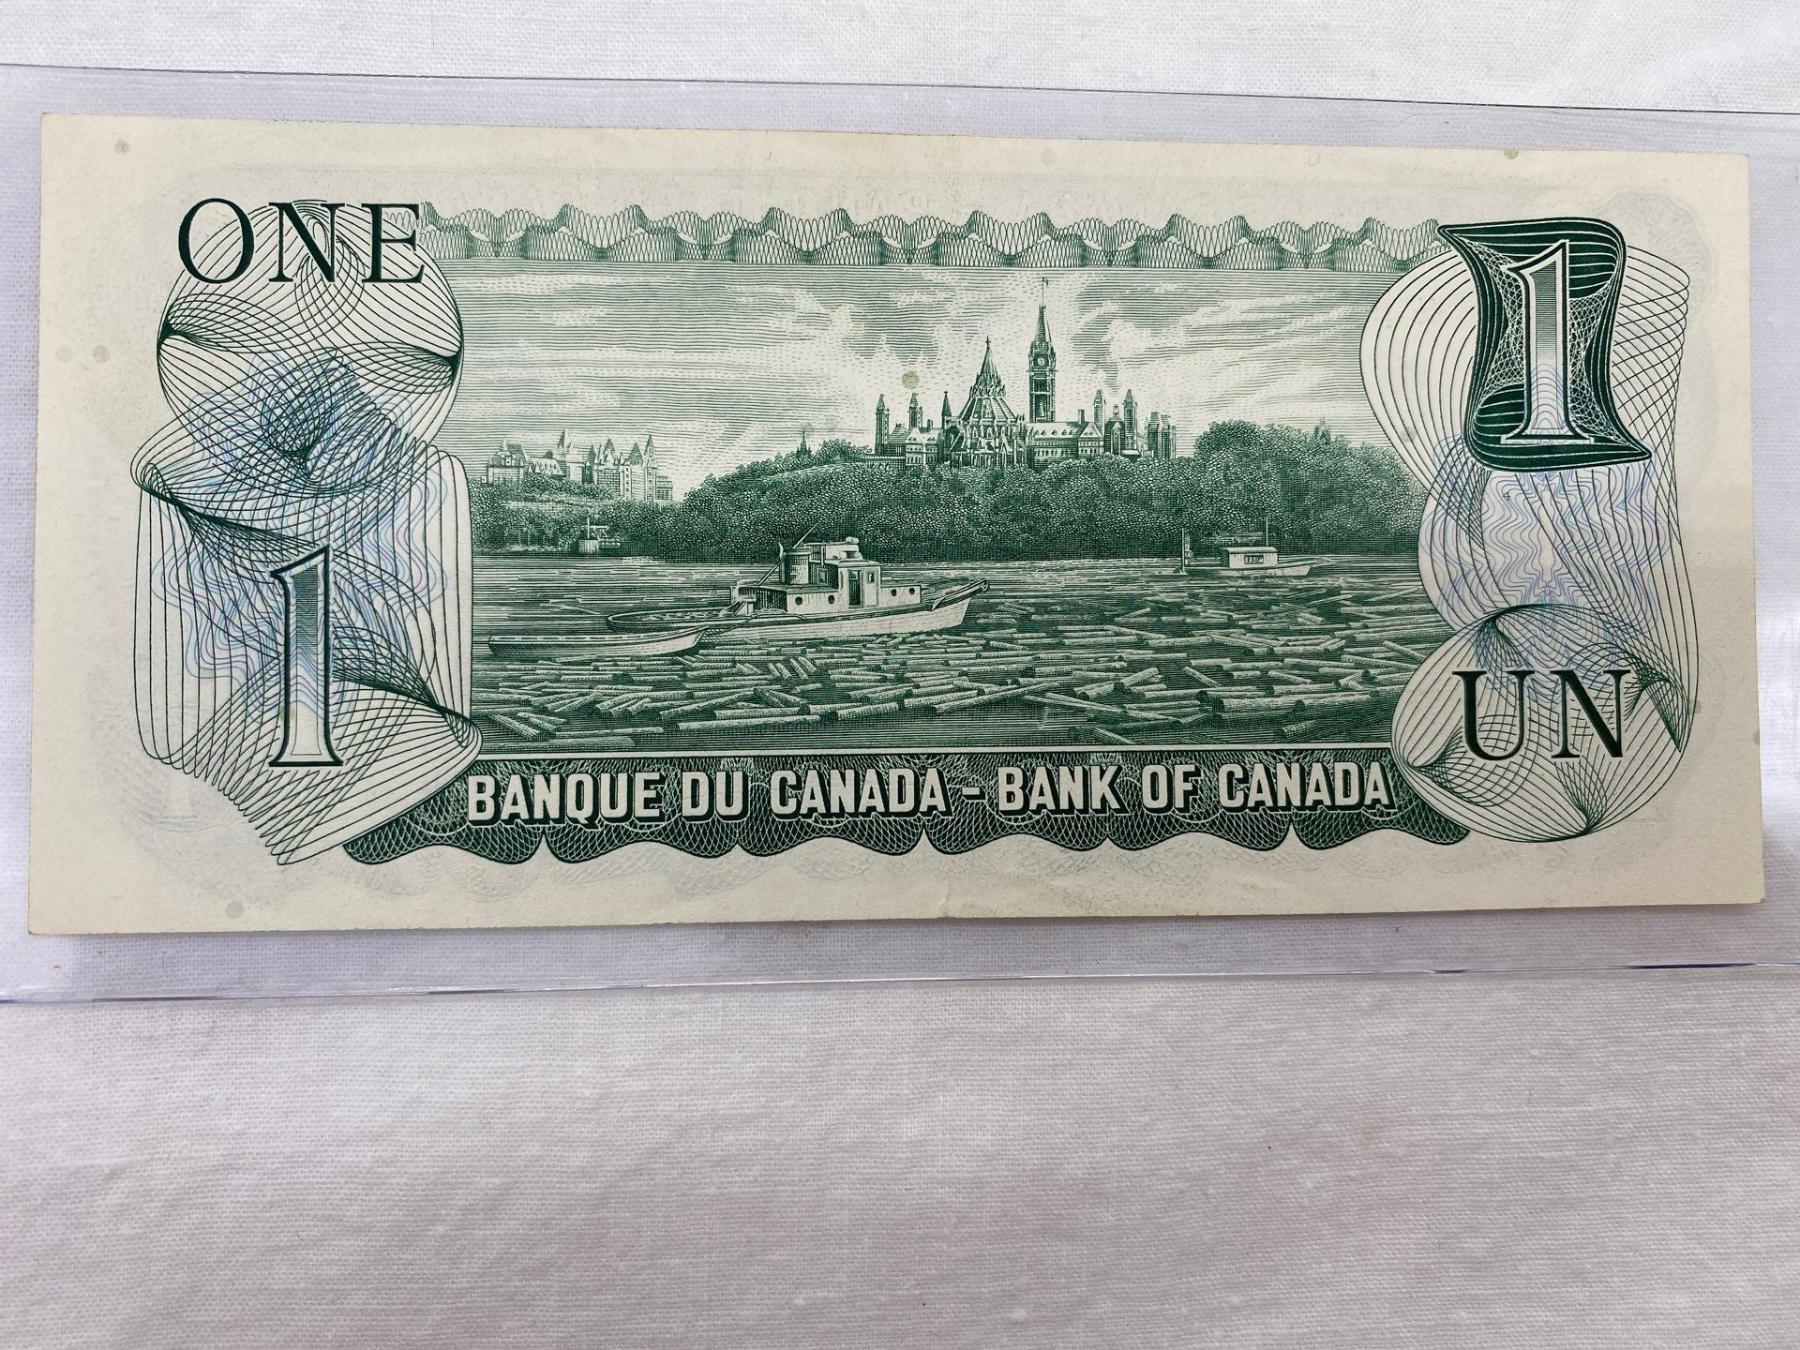 ONE
1
1
UN
BANQUE DU CANADA - BANK OF CANADA